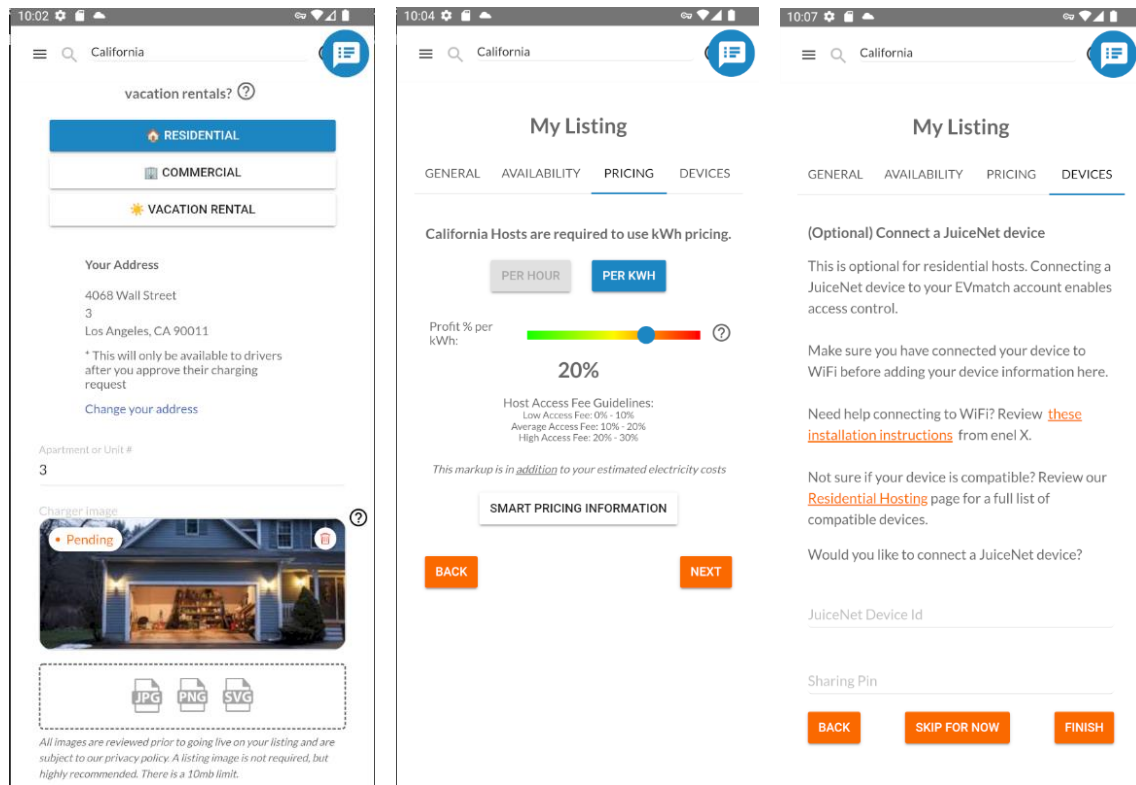 10:02
California
vacation rentals?
RESIDENTIAL
COMMERCIAL
VACATION RENTAL
Your Address
4068 Wall Street
3
Los Angeles, CA 90011
* This will only be available to drivers
after you approve their charging
request
Change your address
Apartment or Unit #
3
Charger image
• Pending
JPG PNG SVG
All images are reviewed prior to going live on your listing and are
subject to our privacy policy. A listing image is not required, but
highly recommended. There is a 10mb limit.
10:04
California
My Listing
GENERAL AVAILABILITY PRICING DEVICES
California Hosts are required to use kWh pricing.
PER HOUR PER KWH
Profit % per
kWh:
20%
Host Access Fee Guidelines:
Low Access Fee: 0% - 10%
Average Access Fee: 10% - 20%
High Access Fee: 20% - 30%
This markup is in addition to your estimated electricity costs
SMART PRICING INFORMATION
BACK NEXT
10:07
California
My Listing
GENERAL AVAILABILITY PRICING DEVICES
(Optional) Connect a JuiceNet device
This is optional for residential hosts. Connecting a
JuiceNet device to your EVmatch account enables
access control.
Make sure you have connected your device to
WiFi before adding your device information here.
Need help connecting to WiFi? Review these
installation instructions from enel X.
Not sure if your device is compatible? Review our
Residential Hosting page for a full list of
compatible devices.
Would you like to connect a JuiceNet device?
JuiceNet Device Id
Sharing Pin
BACK SKIP FOR NOW FINISH